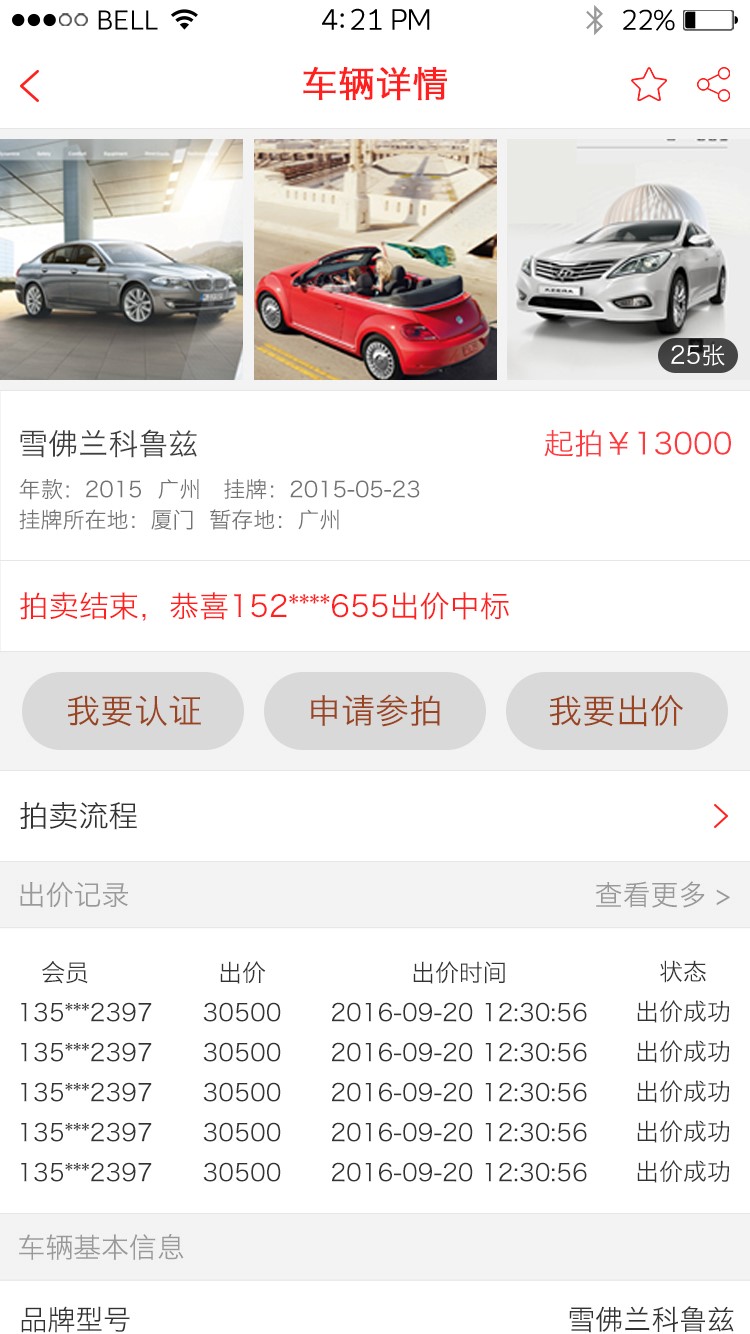 BELL 4:21 PM 22%
车辆详情
25张
雪佛兰科鲁兹 起拍￥13000
年款：2015 广州 挂牌：2015-05-23
挂牌所在地：厦门 暂存地：广州
拍卖结束，恭喜152****655出价中标
我要认证 申请参拍 我要出价
拍卖流程
出价记录 查看更多 >
会员 出价 出价时间 状态
135***2397 30500 2016-09-20 12:30:56 出价成功
135***2397 30500 2016-09-20 12:30:56 出价成功
135***2397 30500 2016-09-20 12:30:56 出价成功
135***2397 30500 2016-09-20 12:30:56 出价成功
135***2397 30500 2016-09-20 12:30:56 出价成功
车辆基本信息
品牌型号 雪佛兰科鲁兹